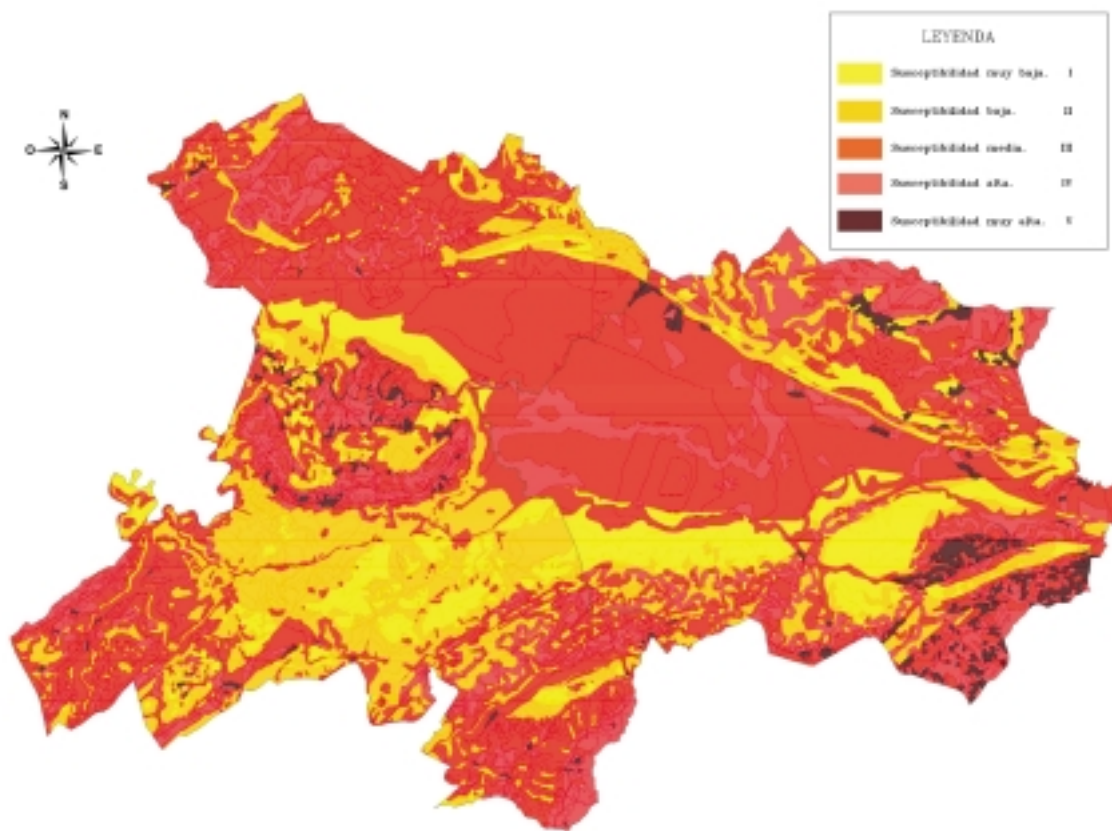 LEYENDA
Susceptibilidad muy baja. I
Susceptibilidad baja. II
Susceptibilidad media. III
Susceptibilidad alta. IV
Susceptibilidad muy alta. V
N
O E
S